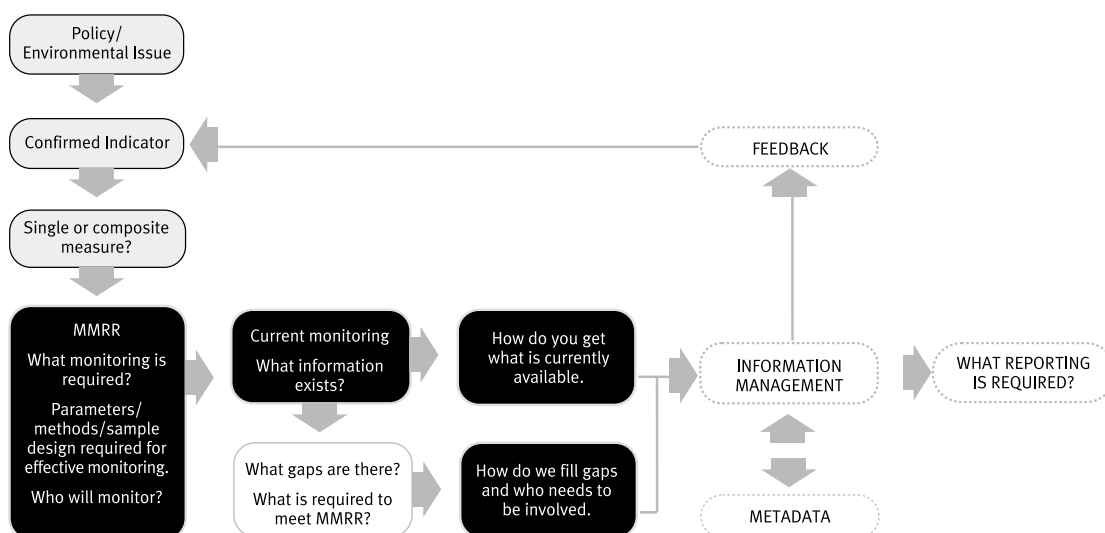 Policy/
Environmental Issue
Confirmed Indicator
FEEDBACK
Single or composite
measure?
MMRR
What monitoring is
required?
Parameters/
methods/sample
design required for
effective monitoring.
Who will monitor?
Current monitoring
What information
exists?
How do you get
what is currently
available.
INFORMATION
MANAGEMENT
WHAT REPORTING
IS REQUIRED?
What gaps are there?
What is required to
meet MMRR?
How do we fill gaps
and who needs to
be involved.
METADATA